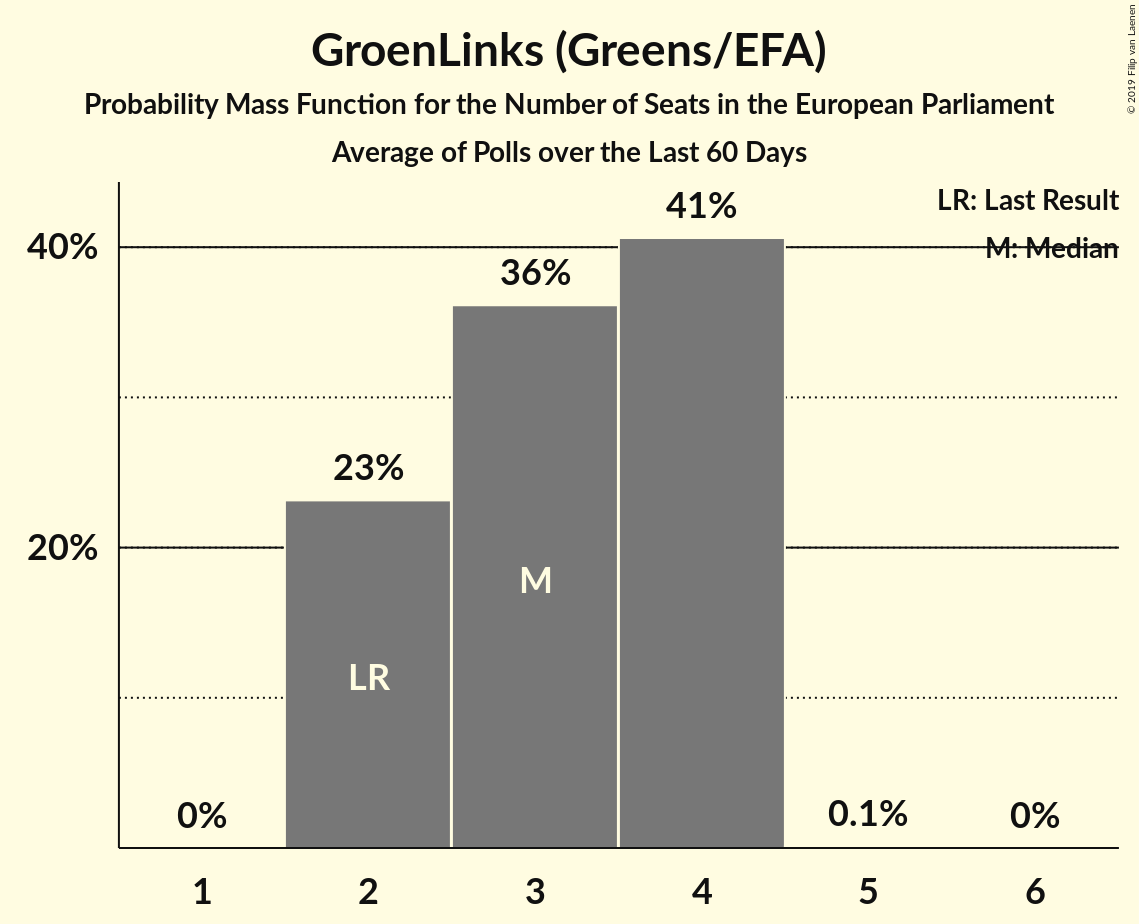 GroenLinks (Greens/EFA)
Probability Mass Function for the Number of Seats in the European Parliament
Average of Polls over the Last 60 Days
© 2019 Filip van Laenen
LR: Last Result
M: Median
41%
40%
36%
23%
20%
M
LR
0%
0.1%
0%
1 2 3 4 5 6